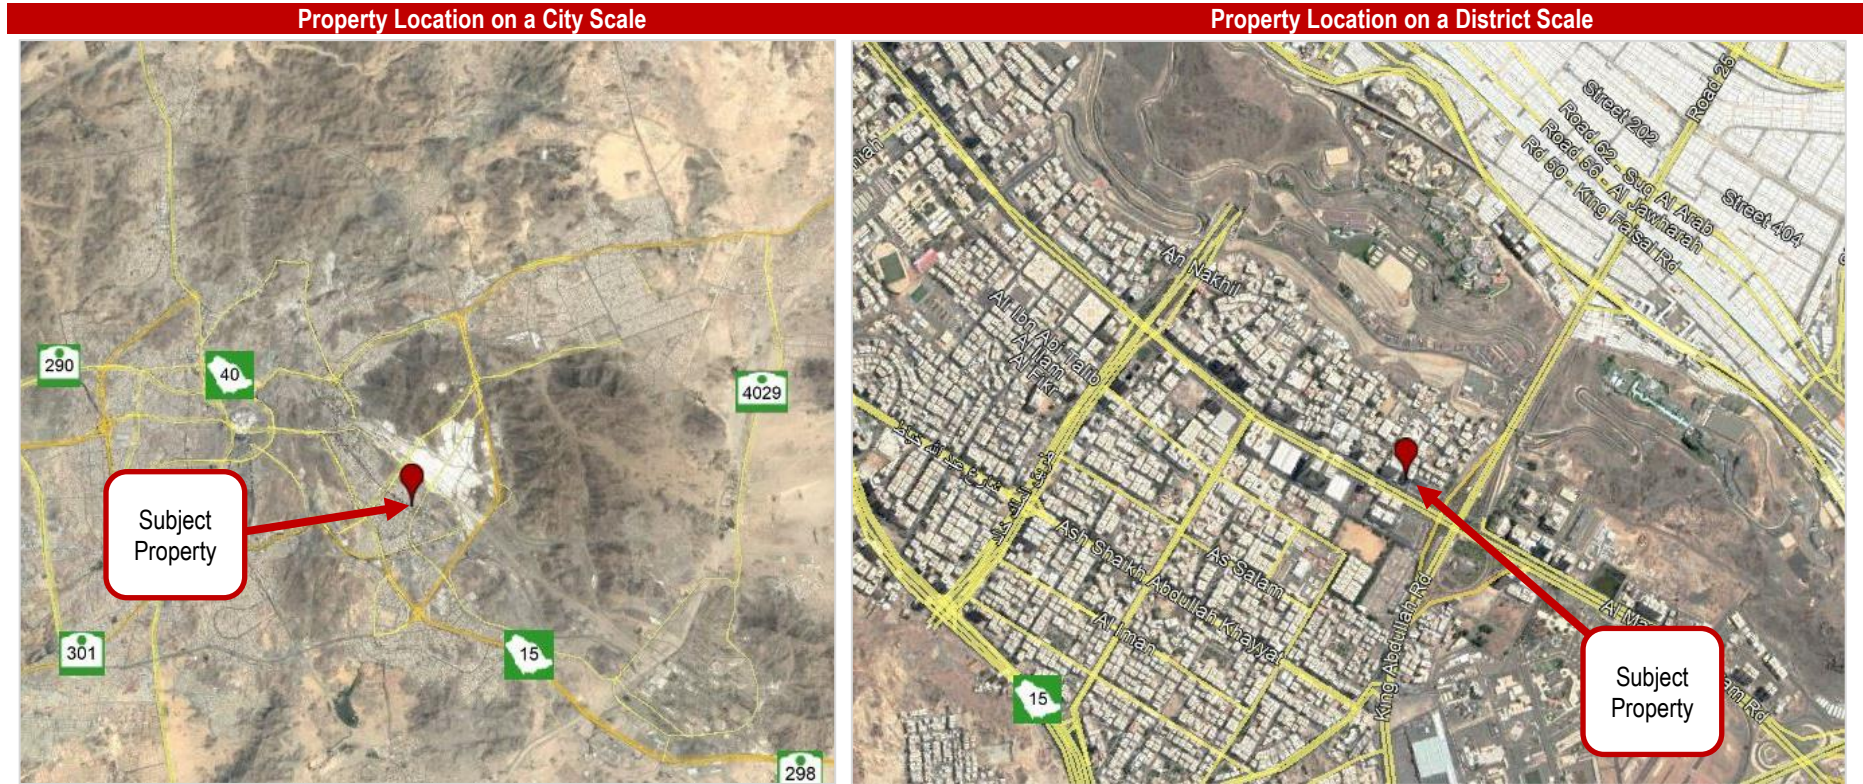 Property Location on a City Scale
Property Location on a District Scale
290
40
4029
Subject
Property
301
15
298
Road 25
Street 202
Road 62 - Suq Al Arab
Road 56 - Al Jawharah
Rd 50 - King Faisal Rd
Street 404
An Nakhil
Ali Ibn Abi Talib
Al Fikr
As Salam
Ash Shaikh Abdullah Khayyat
Al Iman
King Abdullah Rd
15
Subject
Property